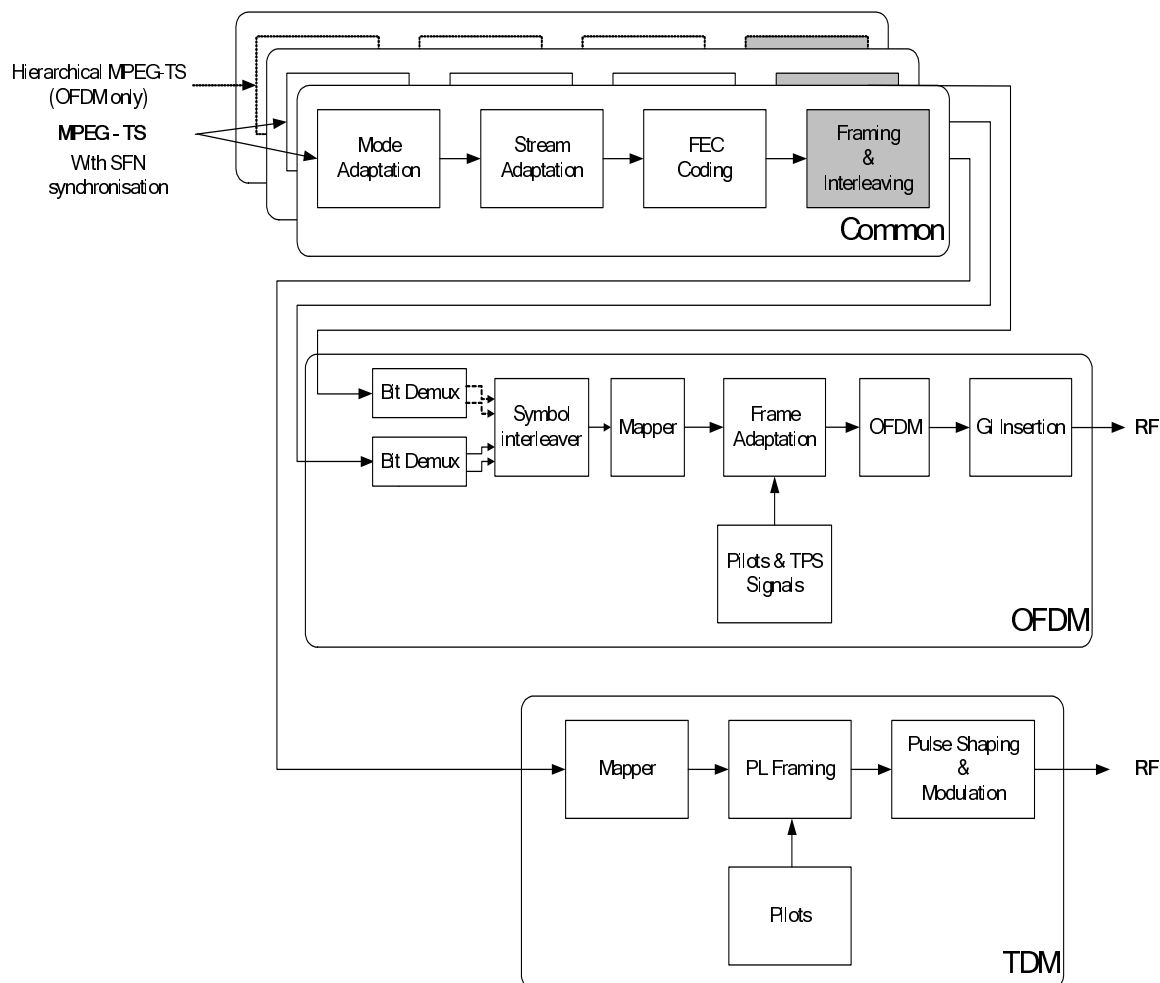 Hierarchical MPEG-TS
(OFDM only)
MPEG - TS
With SFN
synchronisation
Mode
Adaptation
Stream
Adaptation
FEC
Coding
Framing
&
Interleaving
Common
Bit Demux
Bit Demux
Symbol
interleaver
Mapper
Frame
Adaptation
OFDM
GI Insertion
RF
Pilots & TPS
Signals
OFDM
Mapper
PL Framing
Pulse Shaping
&
Modulation
RF
Pilots
TDM